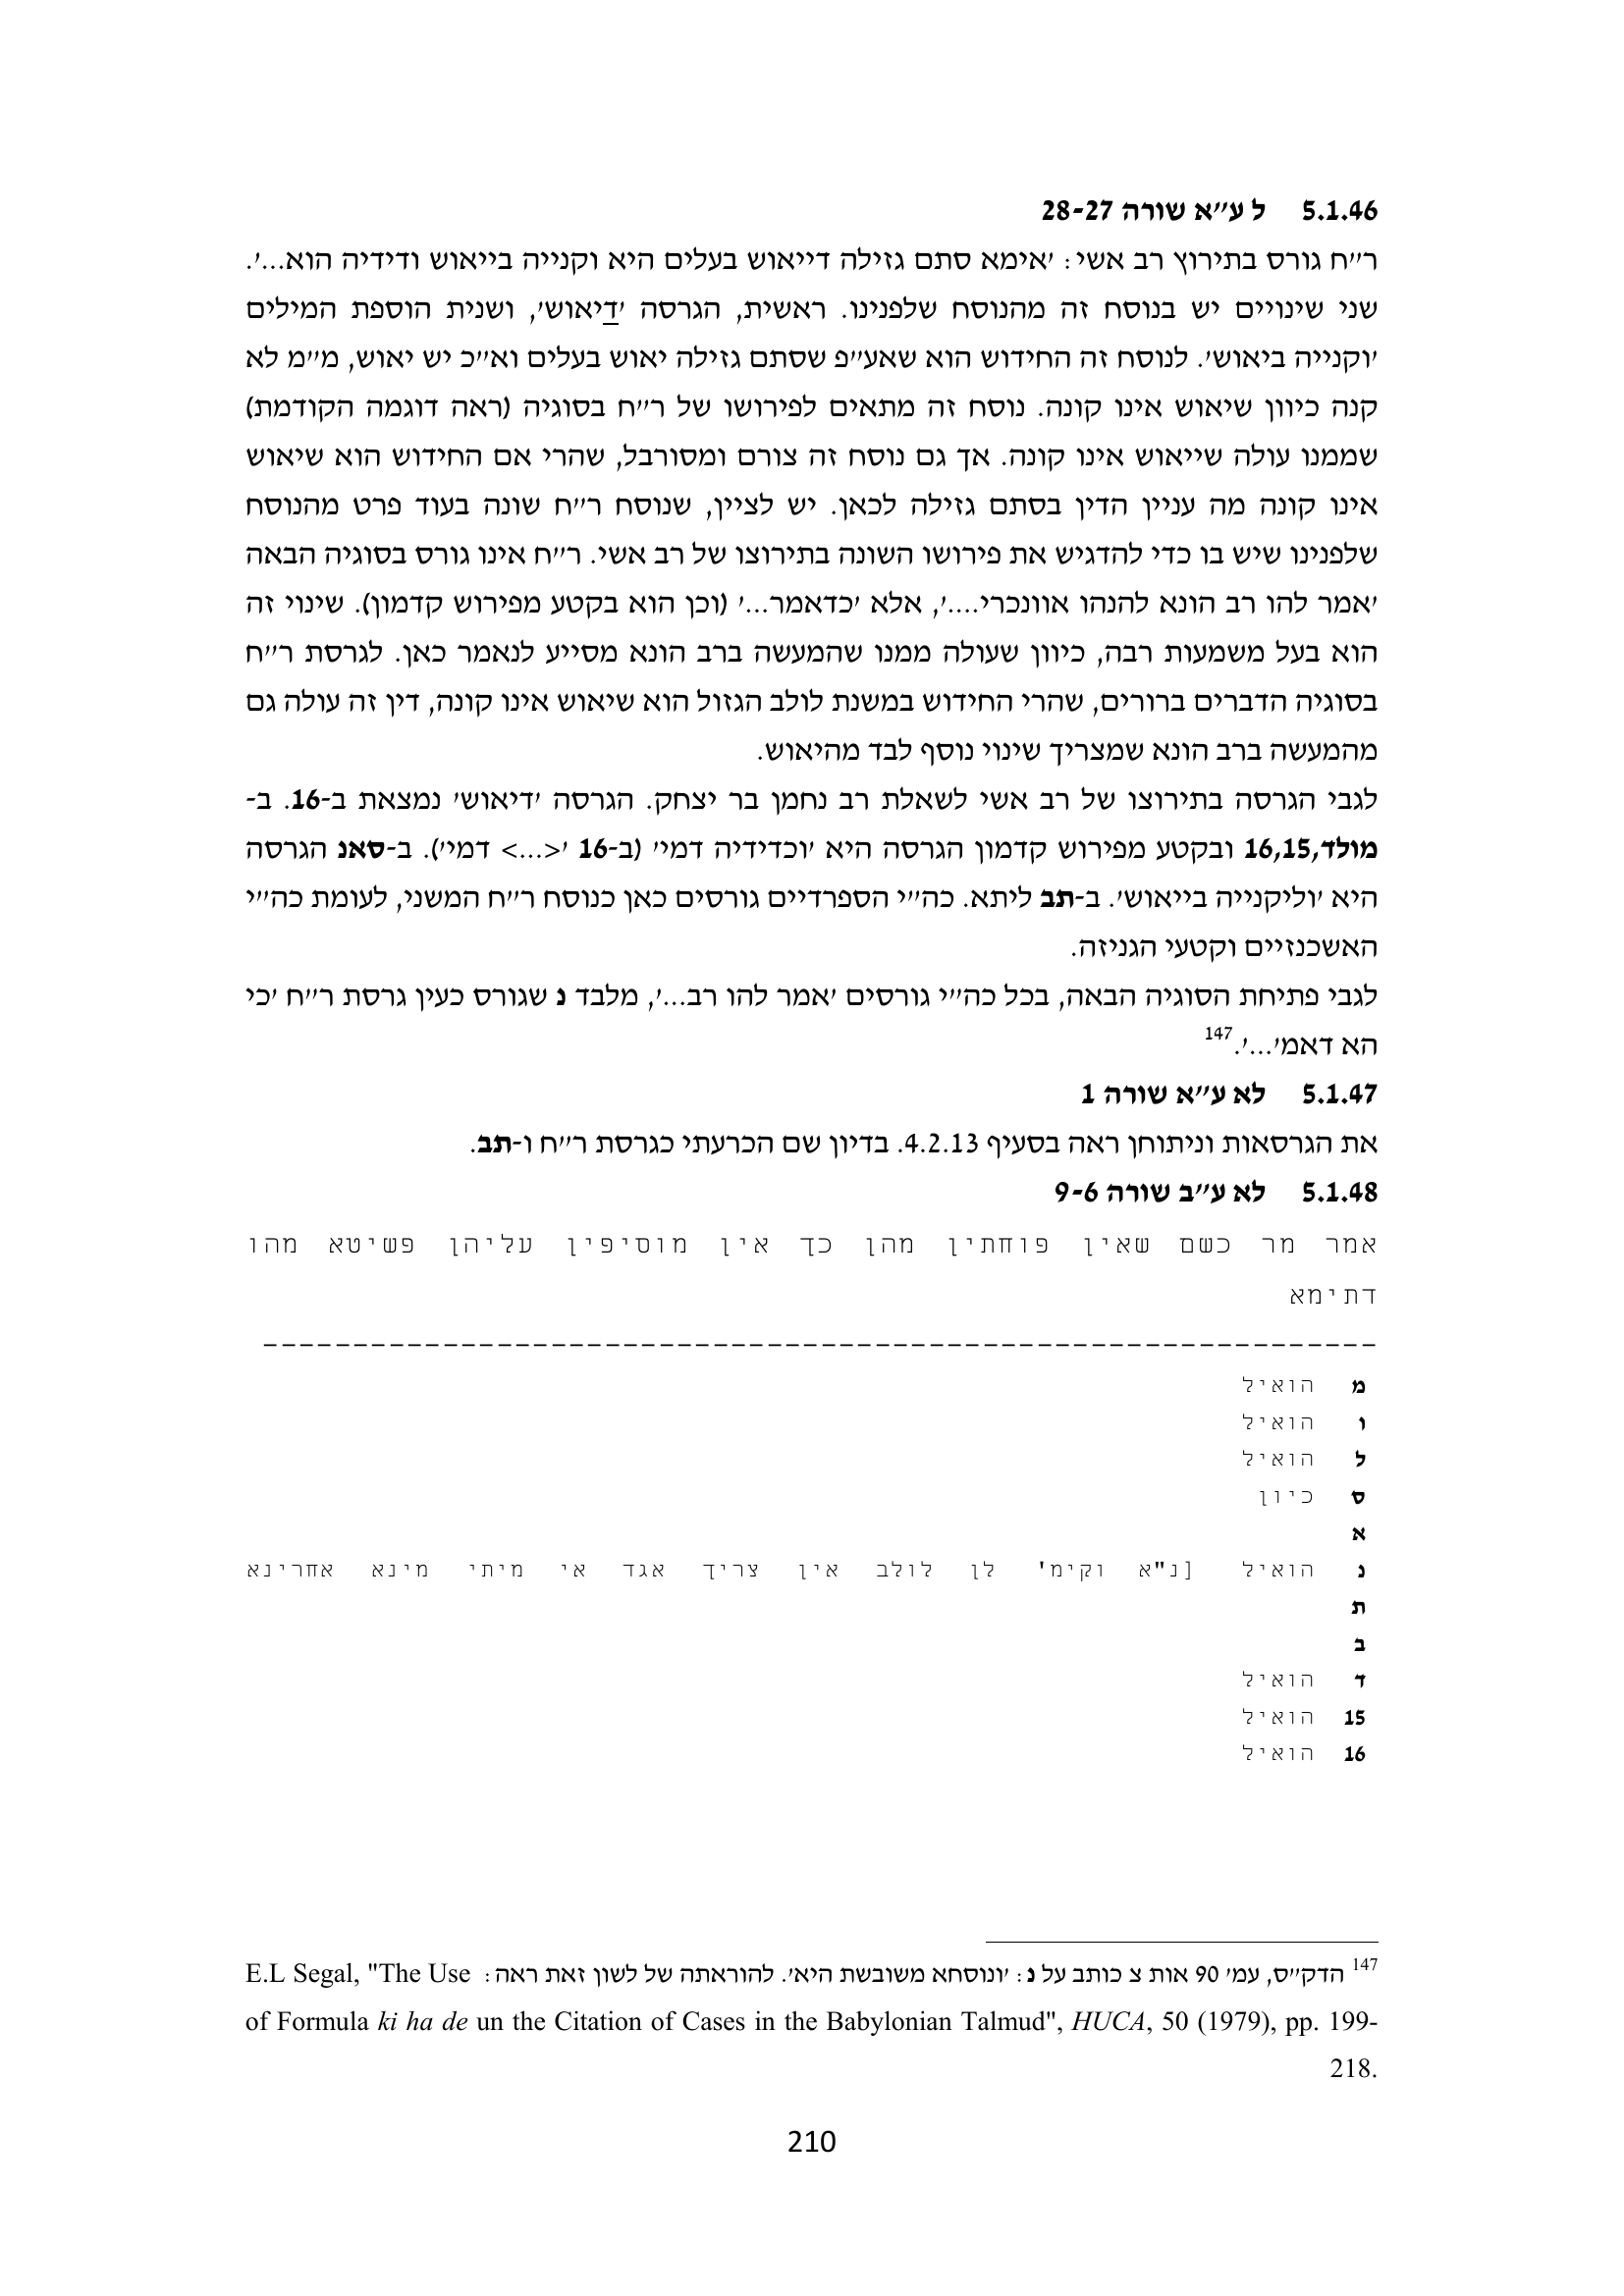 5.1.46 ל ע״א שורה 28-27
ר״ח גורס בתירוץ רב אשי: ׳אימא סתם גזילה דייאוש בעלים היא וקנייה בייאוש ודידיה הוא...׳.
שני שינויים יש בנוסח זה מהנוסח שלפנינו. ראשית, הגרסה ׳דיאוש׳, ושנית הוספת המילים
׳וקנייה ביאוש׳. לנוסח זה החידוש הוא שאע״פ שסתם גזילה יאוש בעלים וא״כ יש יאוש, מ״מ לא
קנה כיוון שיאוש אינו קונה. נוסח זה מתאים לפירושו של ר״ח בסוגיה (ראה דוגמה הקודמת)
שממנו עולה שייאוש אינו קונה. אך גם נוסח זה צורם ומסורבל, שהרי אם החידוש הוא שיאוש
אינו קונה מה עניין הדין בסתם גזילה לכאן. יש לציין, שנוסח ר״ח שונה בעוד פרט מהנוסח
שלפנינו שיש בו כדי להדגיש את פירושו השונה בתירוצו של רב אשי. ר״ח אינו גורס בסוגיה הבאה
׳אמר להו רב הונא להנהו אוונכרי....׳, אלא ׳כדאמר...׳ (וכן הוא בקטע מפירוש קדמון). שינוי זה
הוא בעל משמעות רבה, כיוון שעולה ממנו שהמעשה ברב הונא מסייע לנאמר כאן. לגרסת ר״ח
בסוגיה הדברים ברורים, שהרי החידוש במשנת לולב הגזול הוא שיאוש אינו קונה, דין זה עולה גם
מהמעשה ברב הונא שמצריך שינוי נוסף לבד מהיאוש.
לגבי הגרסה בתירוצו של רב אשי לשאלת רב נחמן בר יצחק. הגרסה ׳דיאוש׳ נמצאת ב-16. ב-
מולד,16,15 ובקטע מפירוש קדמון הגרסה היא ׳וכדידיה דמי׳ (ב-16 ׳<...> דמי׳). ב-סאנ הגרסה
היא ׳וליקנייה בייאוש׳. ב-תב ליתא. כה״י הספרדיים גורסים כאן כנוסח ר״ח המשני, לעומת כה״י
האשכנזיים וקטעי הגניזה.
לגבי פתיחת הסוגיה הבאה, בכל כה״י גורסים ׳אמר להו רב...׳, מלבד נ שגורס כעין גרסת ר״ח ׳כי
הא דאמ׳...׳.147
5.1.47 לא ע״א שורה 1
את הגרסאות וניתוחן ראה בסעיף 4.2.13. בדיון שם הכרעתי כגרסת ר״ח ו-תב.
5.1.48 לא ע״ב שורה 9-6
אמר מר כשם שאין פוחתין מהן כך אין מוסיפין עליהן פשיטא מהו
דתימא
--------------------------------------------------------------
מ הואיל
ו הואיל
ל הואיל
ס כיון
א
נ הואיל [נ"א וקימ' לן לולב אין צריך אגד אי מיתי מינא אחרינא
ת
ב
ד הואיל
15 הואיל
16 הואיל
147 הדק״ס, עמ׳ 90 אות צ כותב על נ: ׳ונוסחא משובשת היא׳. להוראתה של לשון זאת ראה: E.L Segal, "The Use
of Formula ki ha de un the Citation of Cases in the Babylonian Talmud", HUCA, 50 (1979), pp. 199-
218.
210